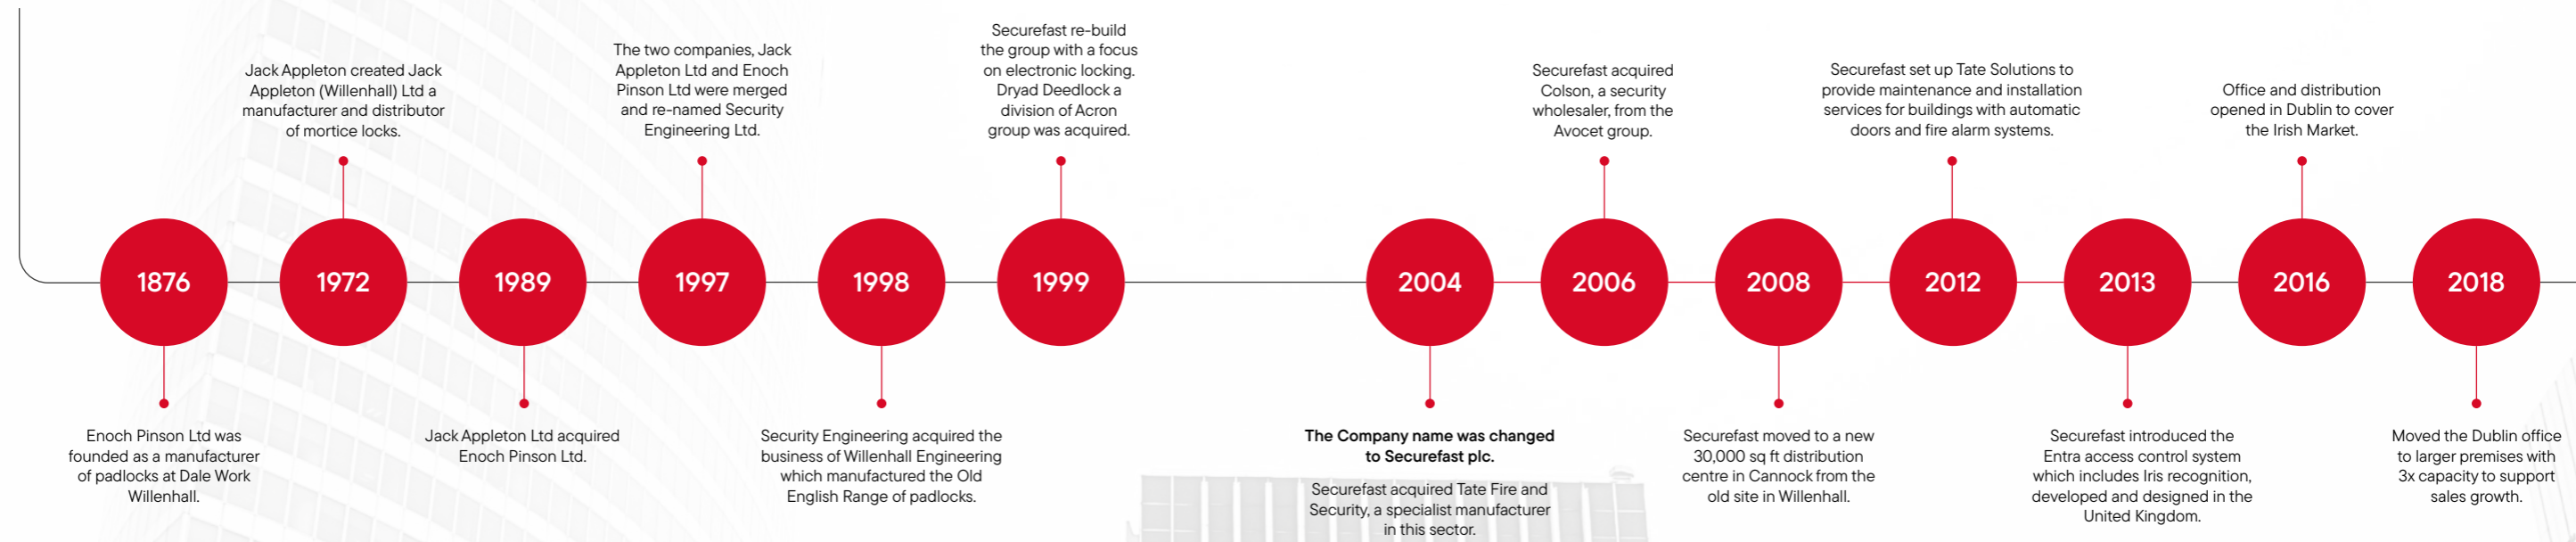 1876
Enoch Pinson Ltd was
founded as a manufacturer
of padlocks at Dale Work
Willenhall.
Jack Appleton created Jack
Appleton (Willenhall) Ltd a
manufacturer and distributor
of mortice locks.
1972
1989
Jack Appleton Ltd acquired
Enoch Pinson Ltd.
The two companies, Jack
Appleton Ltd and Enoch
Pinson Ltd were merged
and re-named Security
Engineering Ltd.
1997
1998
Security Engineering acquired the
business of Willenhall Engineering
which manufactured the Old
English Range of padlocks.
Securefast re-build
the group with a focus
on electronic locking.
Dryad Deedlock a
division of Acron
group was acquired.
1999
2004
The Company name was changed
to Securefast plc.
Securefast acquired Tate Fire and
Security, a specialist manufacturer
in this sector.
Securefast acquired
Colson, a security
wholesaler, from the
Avocet group.
2006
2008
Securefast moved to a new
30,000 sq ft distribution
centre in Cannock from the
old site in Willenhall.
Securefast set up Tate Solutions to
provide maintenance and installation
services for buildings with automatic
doors and fire alarm systems.
2012
2013
Securefast introduced the
Entra access control system
which includes Iris recognition,
developed and designed in the
United Kingdom.
Office and distribution
opened in Dublin to cover
the Irish Market.
2016
2018
Moved the Dublin office
to larger premises with
3x capacity to support
sales growth.